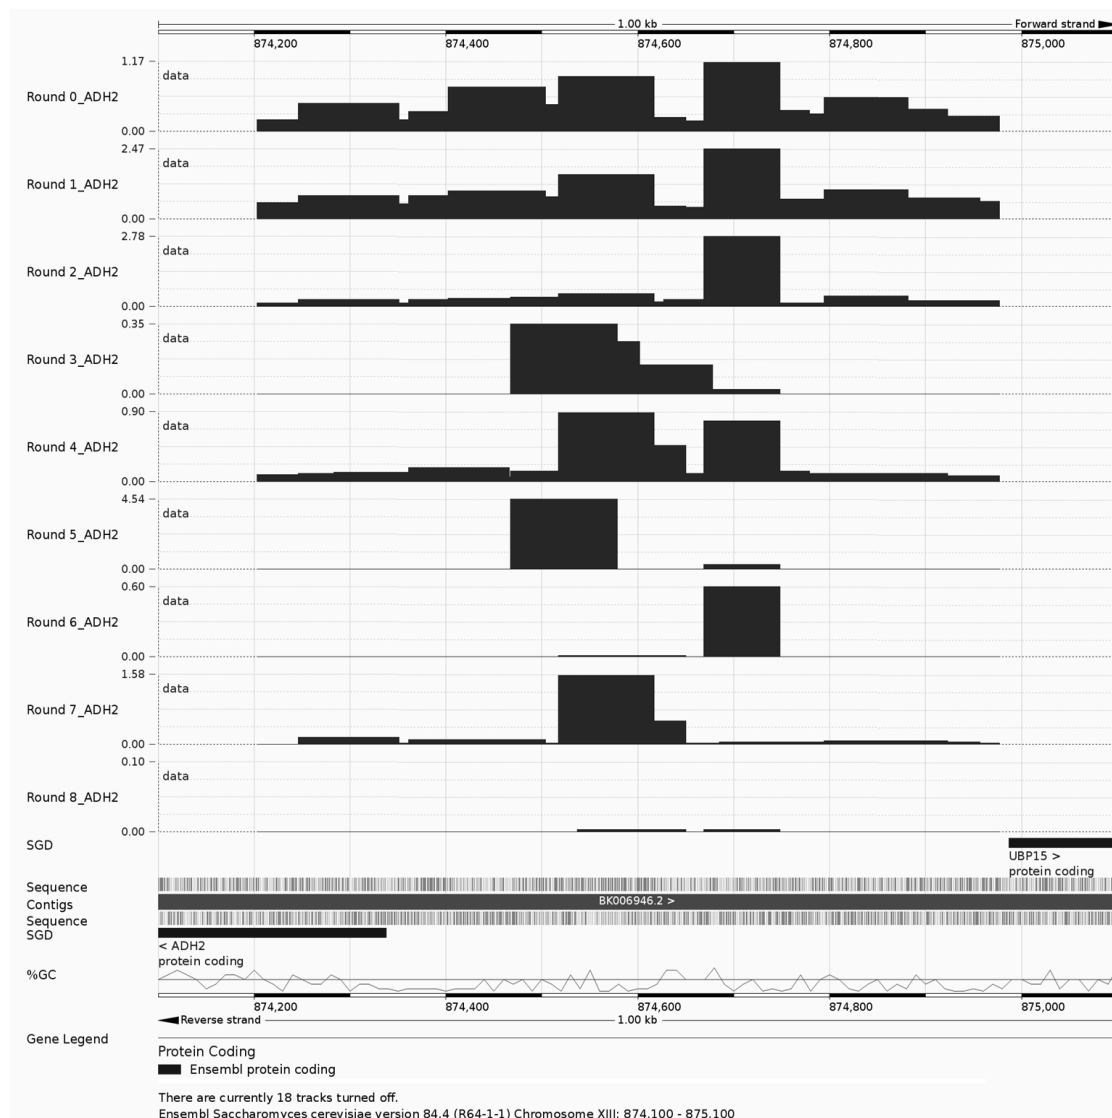 1.00 kb
Forward strand
874,200 874,400 874,600 874,800 875,000
1.17
data
Round 0_ADH2
0.00
2.47
data
Round 1_ADH2
0.00
2.78
data
Round 2_ADH2
0.00
0.35
data
Round 3_ADH2
0.00
0.90
data
Round 4_ADH2
0.00
4.54
data
Round 5_ADH2
0.00
0.60
data
Round 6_ADH2
0.00
1.58
data
Round 7_ADH2
0.00
0.10
data
Round 8_ADH2
0.00
SGD
UBP15 >
protein coding
Sequence
Contigs
BK006946.2 >
Sequence
SGD
< ADH2
protein coding
%GC
874,200 874,400 874,600 874,800 875,000
Reverse strand
1.00 kb
Gene Legend
Protein Coding
Ensembl protein coding
There are currently 18 tracks turned off.
Ensembl Saccharomyces cerevisiae version 84.4 (R64-1-1) Chromosome XIII: 874,100 - 875,100